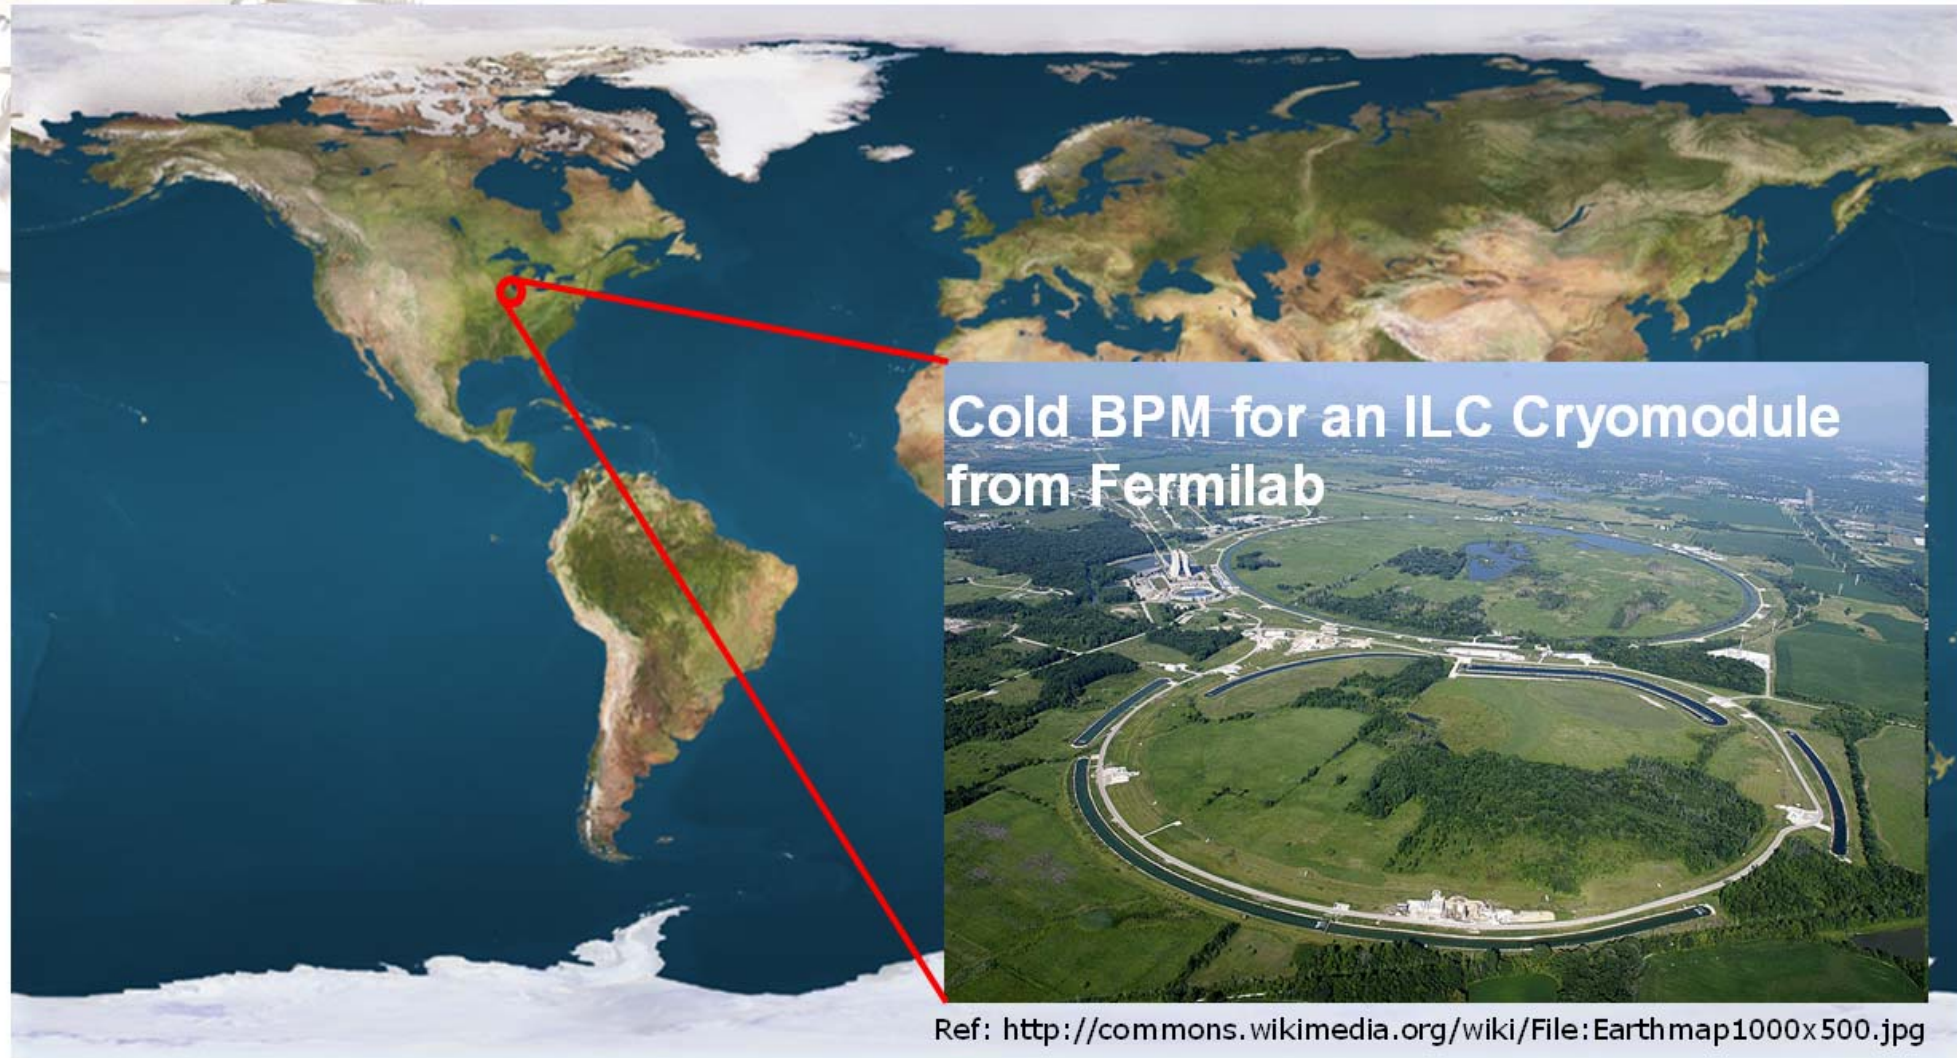 Cold BPM for an ILC Cryomodule
from Fermilab
Ref: http://commons.wikimedia.org/wiki/File:Earthmap1000x500.jpg